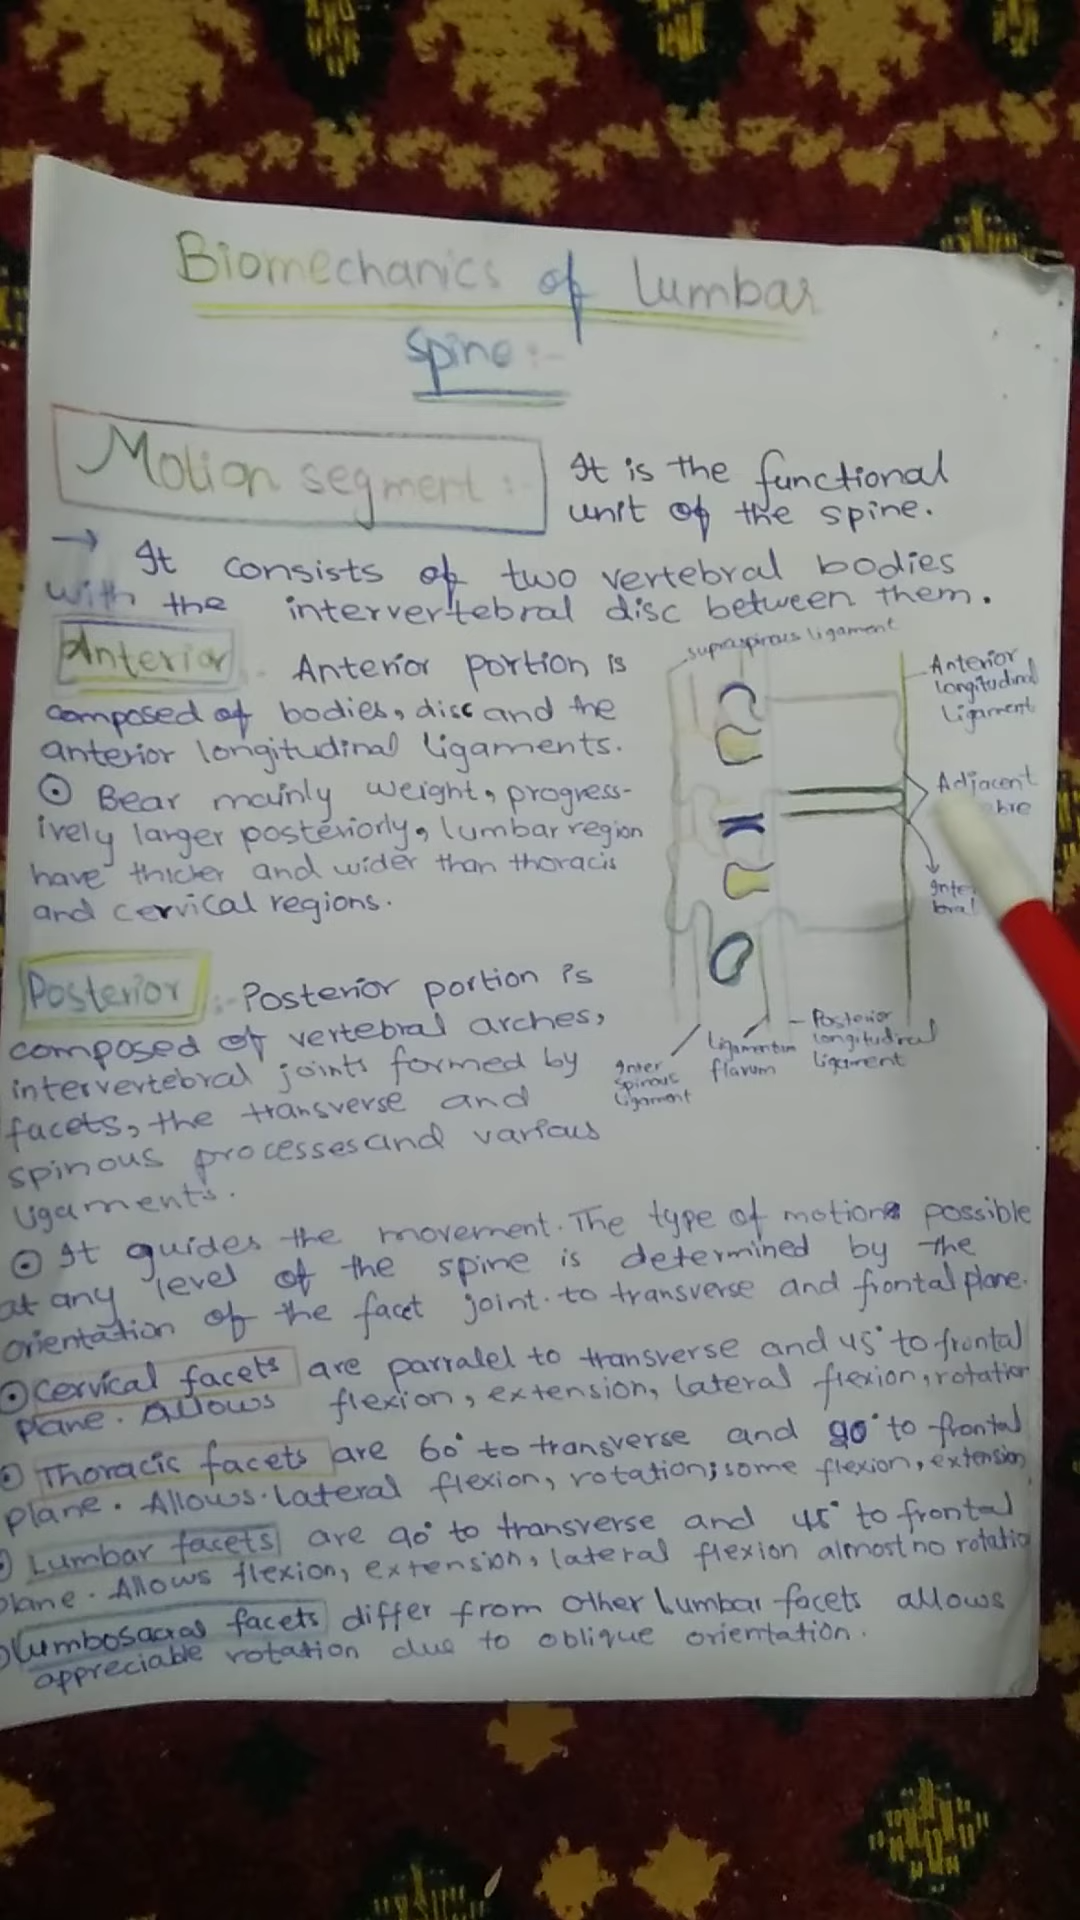 Biomechanics of lumbar
spine:-
Motion segment:-
It is the functional
unit of the spine.
→ It consists of two vertebral bodies
with the intervertebral disc between them.
Anterior :- Anterior portion is
composed of bodies, disc and the
anterior longitudinal ligaments.
⊙ Bear mainly weight, progress-
ively larger posteriorly, lumbar region
have thicker and wider than thoracis
and cervical regions.
supraspinous ligament
Anterior
longitudinal
Ligament
Adjacent
Posterior
longitudinal
ligament
Ligamentum
flavum
Inter
spinous
Ligament
Posterior :- Posterior portion is
composed of vertebral arches,
intervertebral joints formed by
facets, the transverse and
spinous processes and various
ligaments.
⊙ It guides the movement. The type of motions possible
at any level of the spine is determined by the
orientation of the facet joint. to transverse and frontal plane.
⊙ Cervical facets are parralel to transverse and 45° to frontal
plane. Allows flexion, extension, lateral flexion, rotation
⊙ Thoracic facets are 60° to transverse and 90° to frontal
plane. Allows. Lateral flexion, rotation; some flexion, extension
Lumbar facets are 90° to transverse and 45° to frontal
plane. Allows flexion, extension, lateral flexion almost no rotatio
Lumbosacral facets differ from other Lumbar facets allows
appreciable rotation due to oblique orientation.